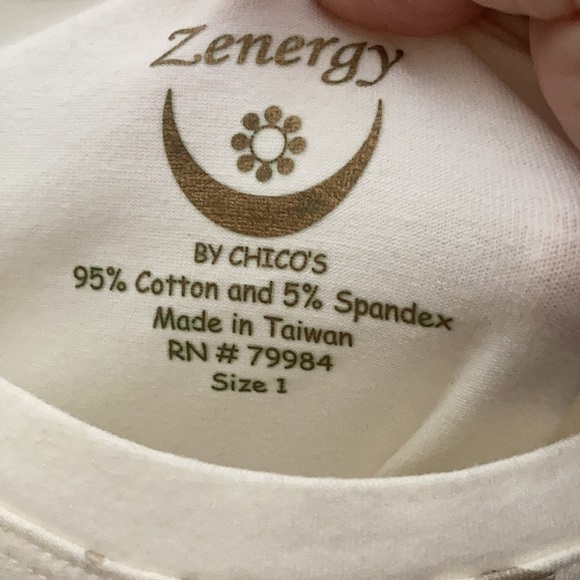 Zenergy
BY CHICO'S
95% Cotton and 5% Spandex
Made in Taiwan
RN # 79984
Size 1